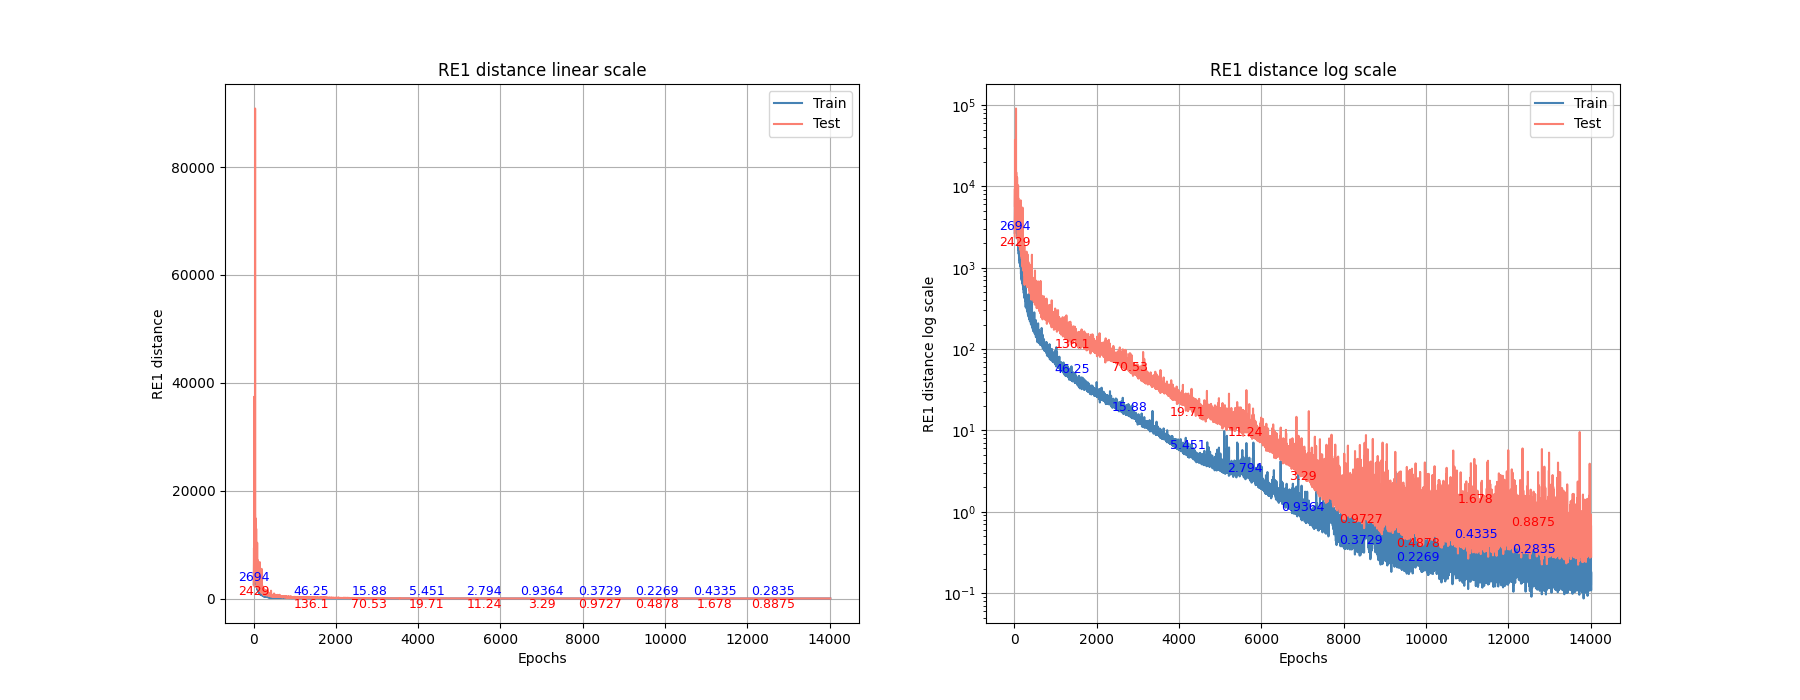 RE1 distance linear scale
RE1 distance
80000
60000
40000
20000
0
Train
Test
2694
2429
46.25 15.88 5.451 2.794 0.9364 0.3729 0.2269 0.4335 0.2835
136.1 70.53 19.71 11.24 3.29 0.9727 0.4878 1.678 0.8875
0 2000 4000 6000 8000 10000 12000 14000
Epochs
RE1 distance log scale
RE1 distance log scale
10^5
10^4
10^3
10^2
10^1
10^0
10^-1
Train
Test
2694
2429
136.1
46.25
70.53
15.88
19.71
5.451
11.24
2.794
3.29
0.9364
0.9727
0.3729
0.4878
0.2269
1.678
0.4335
0.8875
0.2835
0 2000 4000 6000 8000 10000 12000 14000
Epochs